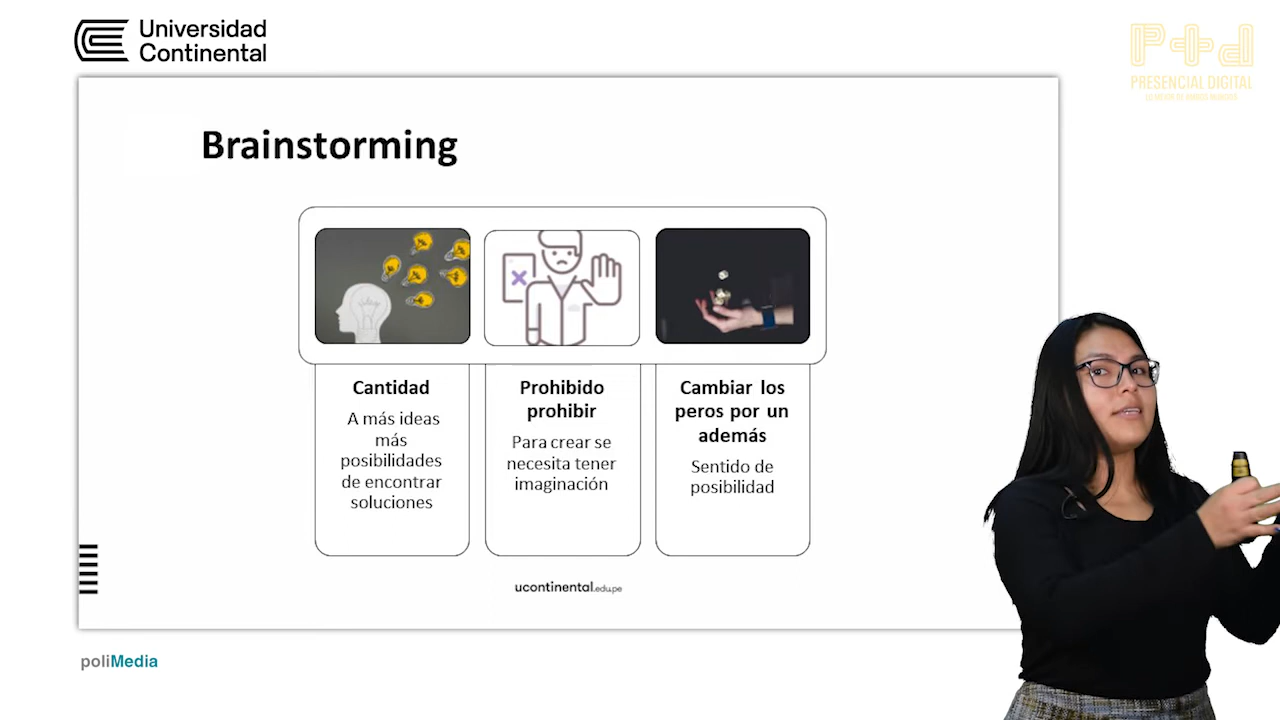 Universidad
Continental
P+d
PRESENCIAL DIGITAL
Brainstorming
Cantidad
A más ideas
más
posibilidades
de encontrar
soluciones
Prohibido
prohibir
Para crear se
necesita tener
imaginación
Cambiar los
peros por un
además
Sentido de
posibilidad
ucontinental.edu.pe
poliMedia